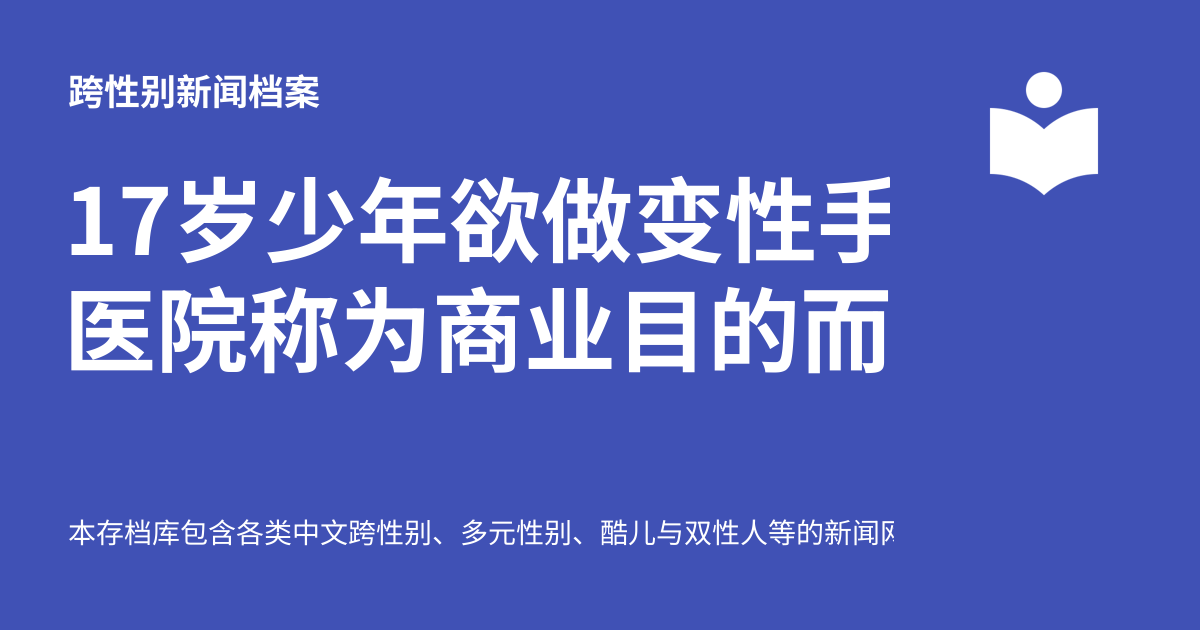 跨性别新闻档案
17岁少年欲做变性手
医院称为商业目的而
本存档库包含各类中文跨性别、多元性别、酷儿与双性人等的新闻网